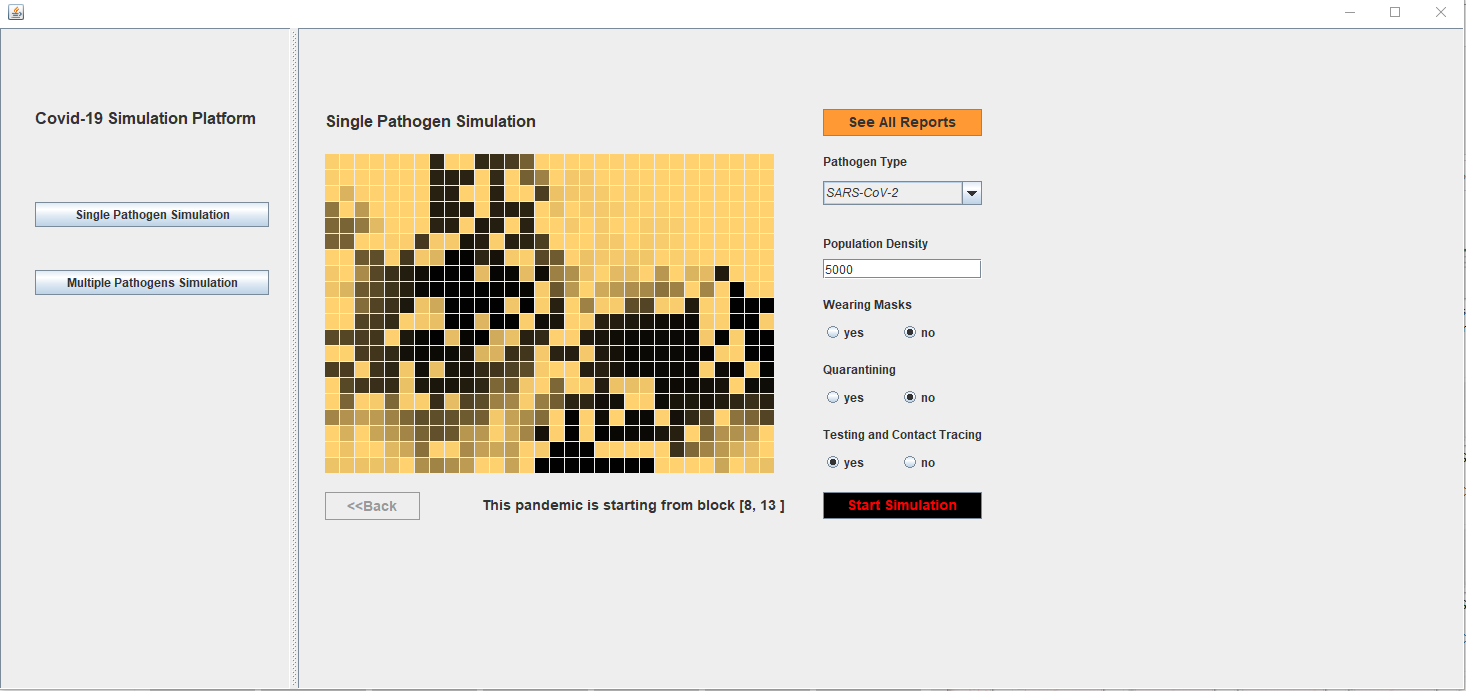 Covid-19 Simulation Platform
Single Pathogen Simulation
Multiple Pathogens Simulation
Single Pathogen Simulation
<<Back
This pandemic is starting from block [8, 13 ]
See All Reports
Pathogen Type
SARS-CoV-2
Population Density
5000
Wearing Masks
yes no
Quarantining
yes no
Testing and Contact Tracing
yes no
Start Simulation